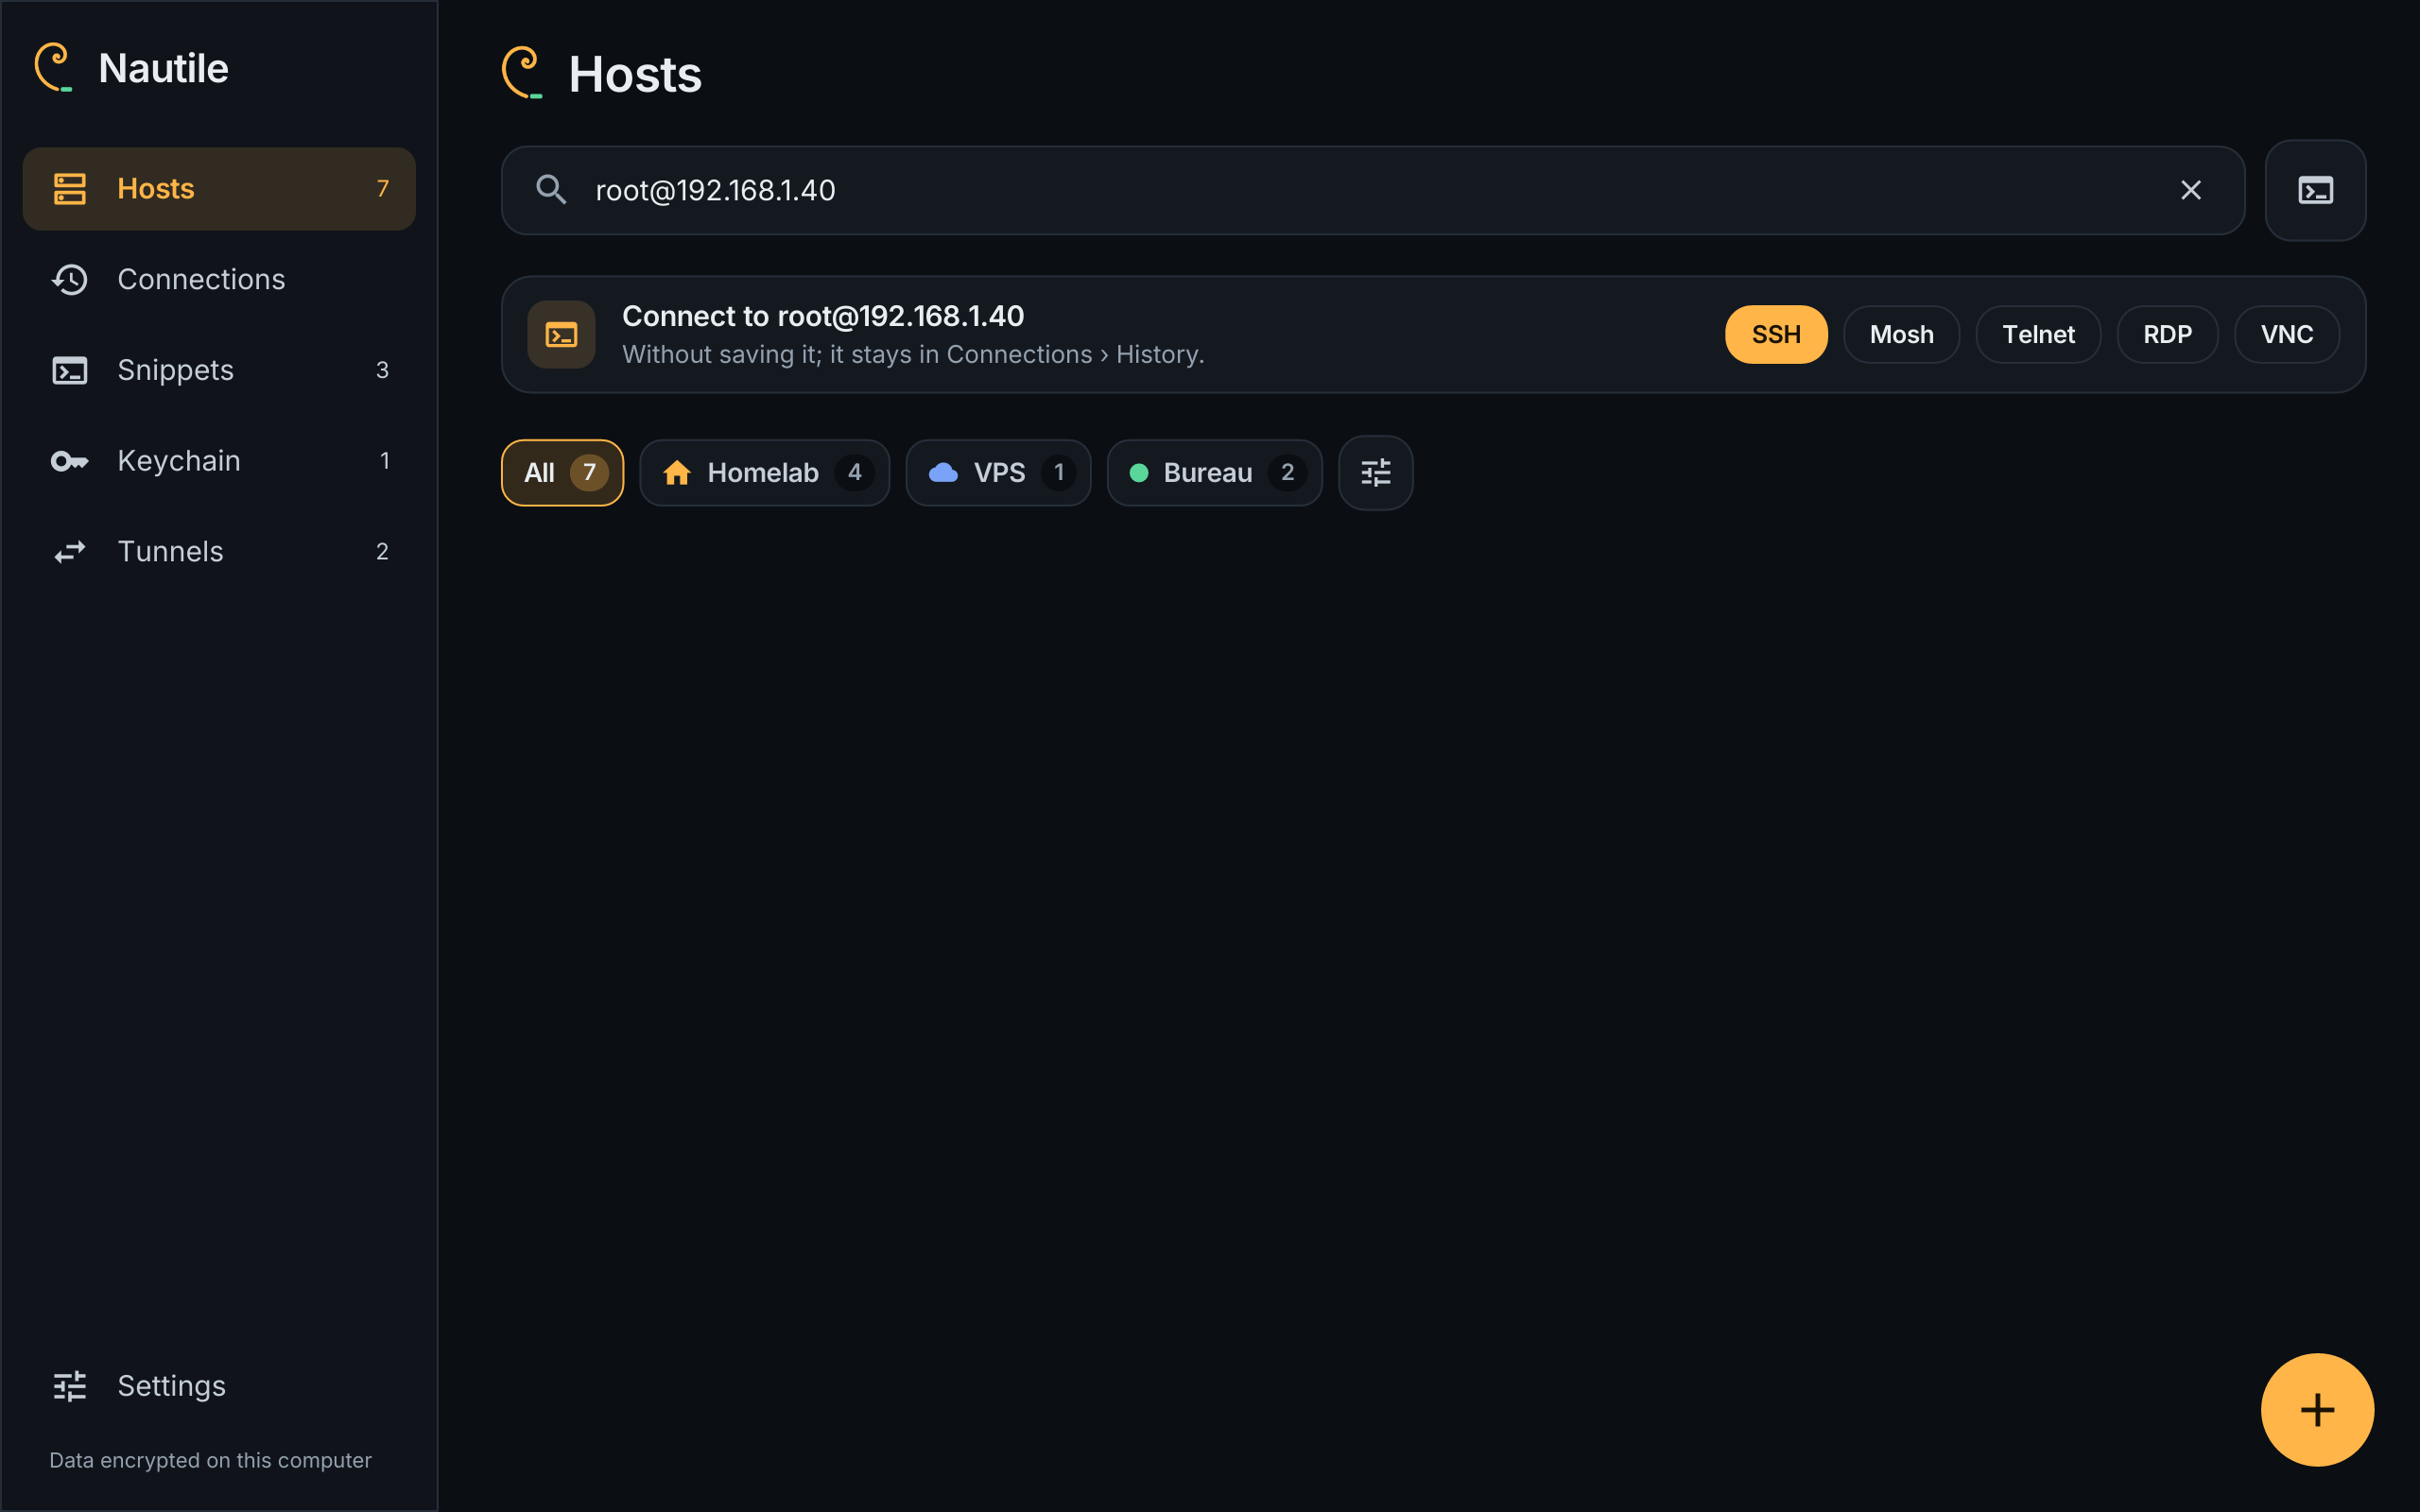 Nautile
Hosts 7
Connections
Snippets 3
Keychain 1
Tunnels 2
Settings
Data encrypted on this computer
Hosts
root@192.168.1.40
Connect to root@192.168.1.40
Without saving it; it stays in Connections › History.
SSH Mosh Telnet RDP VNC
All 7 Homelab 4 VPS 1 Bureau 2